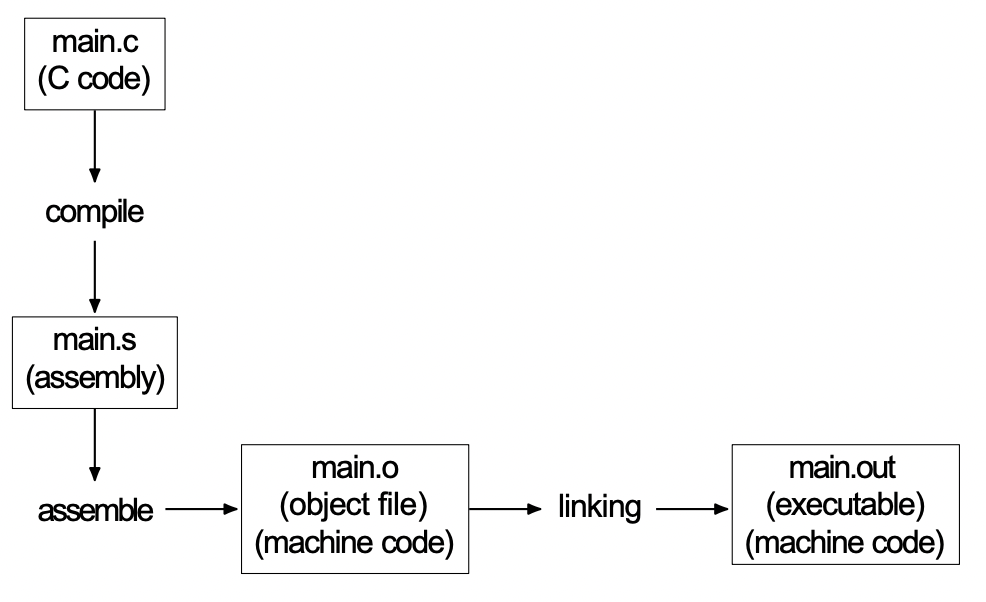 main.c
(C code)
compile
main.s
(assembly)
assemble
main.o
(object file)
(machine code)
linking
main.out
(executable)
(machine code)